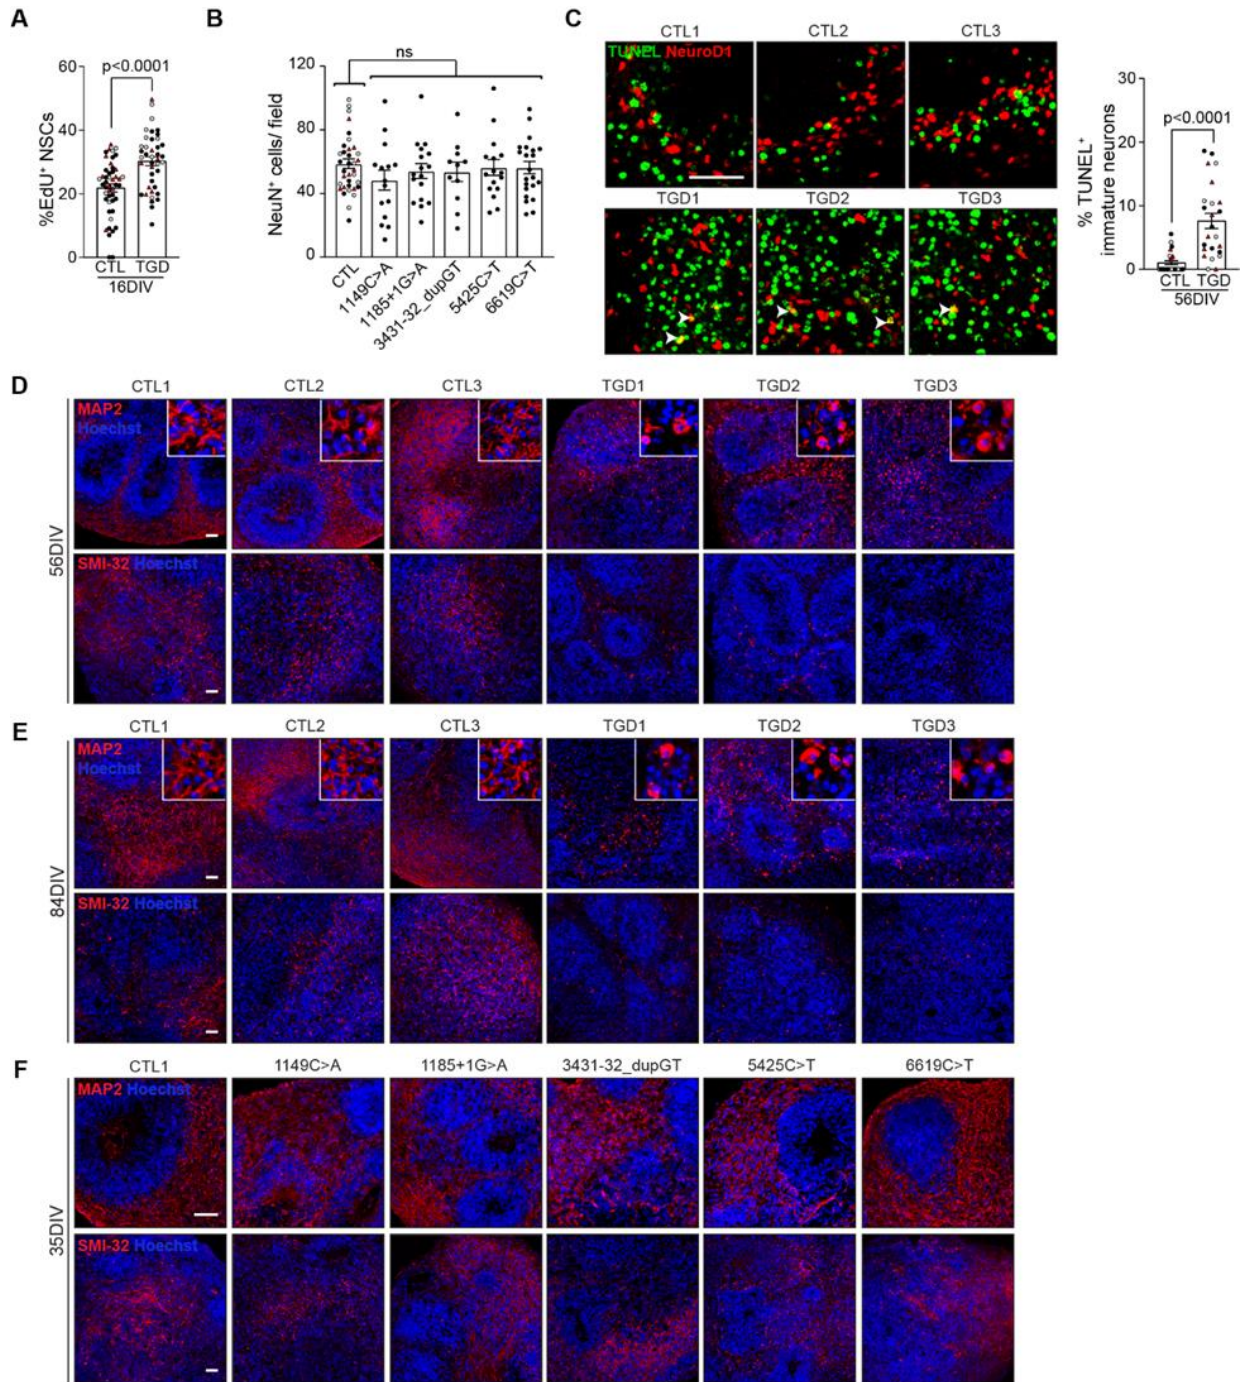 A
p<0.0001
60
40
20
0
%EdU⁺ NSCs
CTL TGD
16DIV
B
ns
120
80
40
0
NeuN⁺ cells/ field
CTL
1149C>A
1185+1G>A
3431-32_dupGT
5425C>T
6619C>T
C
CTL1 CTL2 CTL3
TUNEL NeuroD1
TGD1 TGD2 TGD3
30
20
10
0
p<0.0001
% TUNEL⁺
immature neurons
CTL TGD
56DIV
D
CTL1 CTL2 CTL3 TGD1 TGD2 TGD3
56DIV
MAP2
Hoechst
SMI-32 Hoechst
E
CTL1 CTL2 CTL3 TGD1 TGD2 TGD3
84DIV
MAP2
Hoechst
SMI-32 Hoechst
F
CTL1 1149C>A 1185+1G>A 3431-32_dupGT 5425C>T 6619C>T
35DIV
MAP2 Hoechst
SMI-32 Hoechst